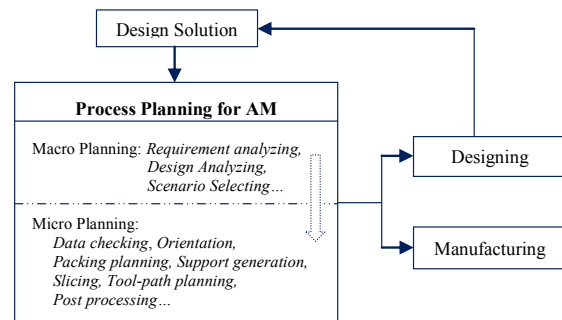 Design Solution
Process Planning for AM
Macro Planning: Requirement analyzing,
Design Analyzing,
Scenario Selecting…
Micro Planning:
Data checking, Orientation,
Packing planning, Support generation,
Slicing, Tool-path planning,
Post processing…
Designing
Manufacturing